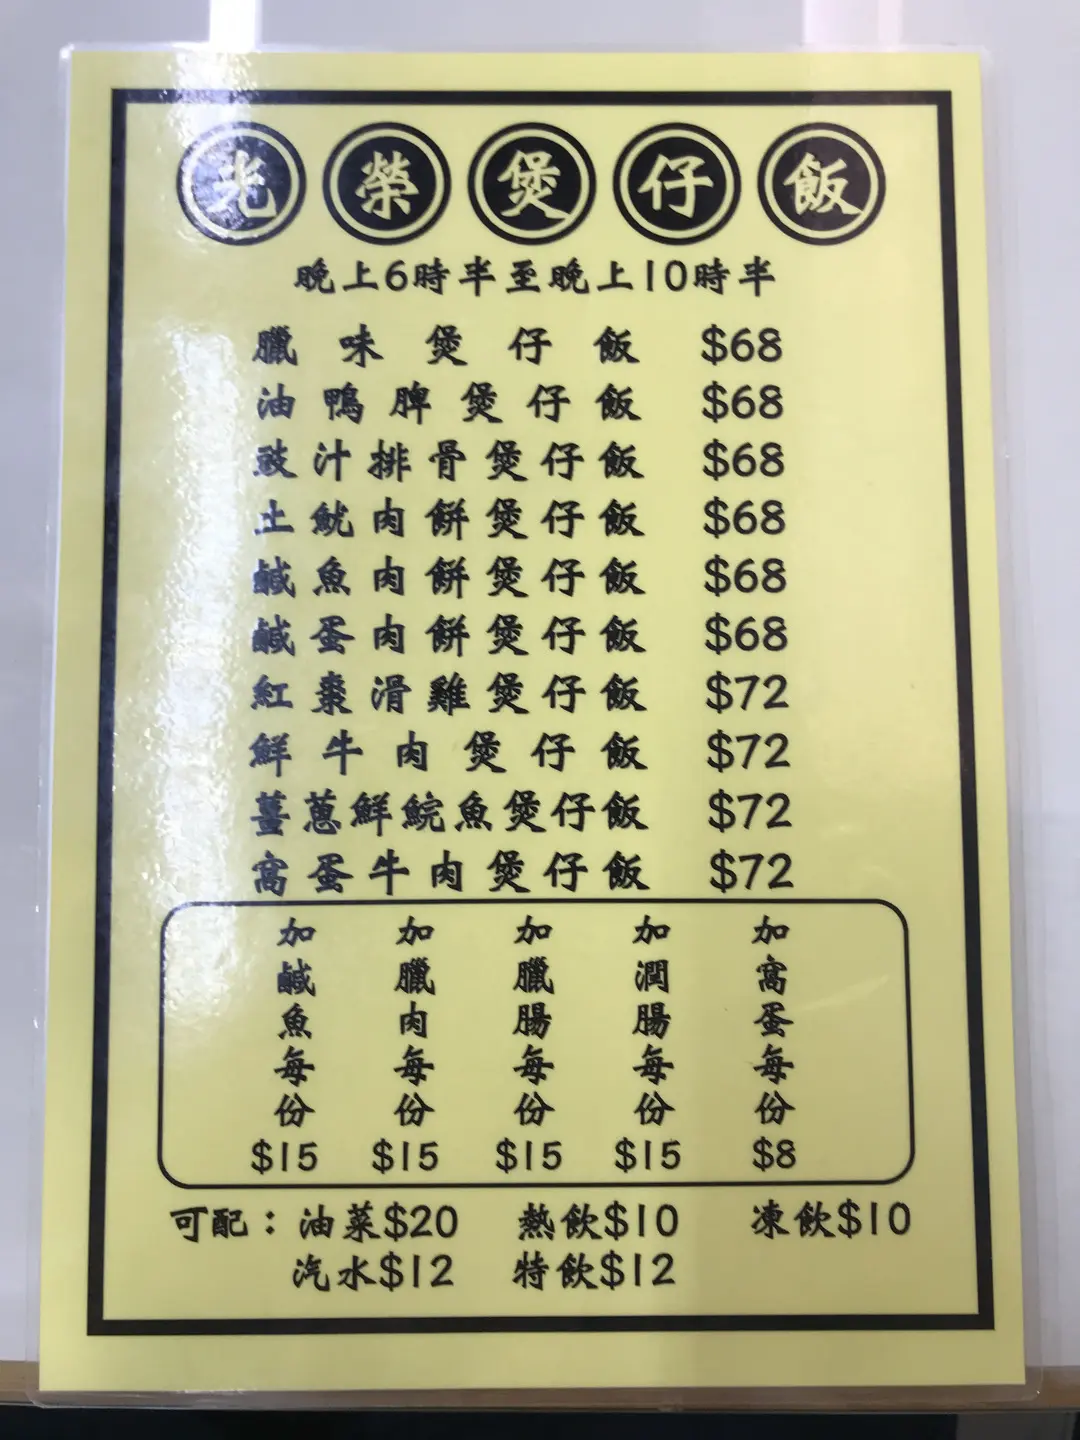 光榮煲仔飯
晚上6時半至晚上10時半
臘味煲仔飯 $68
油鴨脾煲仔飯 $68
豉汁排骨煲仔飯 $68
土魷肉餅煲仔飯 $68
鹹魚肉餅煲仔飯 $68
鹹蛋肉餅煲仔飯 $68
紅棗滑雞煲仔飯 $72
鮮牛肉煲仔飯 $72
薑蔥鮮鯇魚煲仔飯 $72
窩蛋牛肉煲仔飯 $72
加鹹魚每份$15
加臘肉每份$15
加臘腸每份$15
加潤腸每份$15
加窩蛋每份$8
可配：油菜$20 熱飲$10 凍飲$10
汽水$12 特飲$12